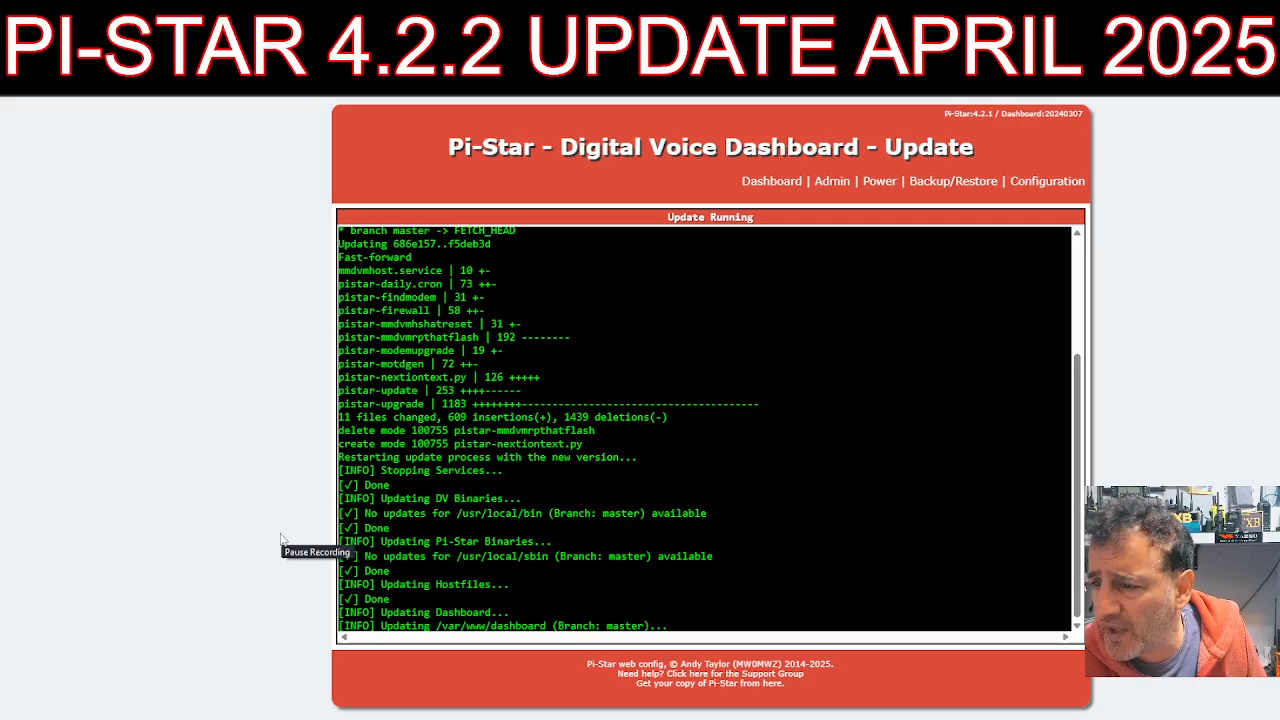 PI-STAR 4.2.2 UPDATE APRIL 2025
Pi-Star:4.2.1 / Dashboard:20240307
Pi-Star - Digital Voice Dashboard - Update
Dashboard | Admin | Power | Backup/Restore | Configuration
Update Running
* branch master -> FETCH_HEAD
Updating 686e157..f5deb3d
Fast-forward
mmdvmhost.service | 10 +-
pistar-daily.cron | 73 ++-
pistar-findmodem | 31 +-
pistar-firewall | 58 ++-
pistar-mmdvmhshatreset | 31 +-
pistar-mmdvmrpthatflash | 192 --------
pistar-modemupgrade | 19 +-
pistar-motdgen | 72 ++-
pistar-nextiontext.py | 126 +++++
pistar-update | 253 ++++------
pistar-upgrade | 1183 ++++++++--------------------------------------
11 files changed, 609 insertions(+), 1439 deletions(-)
delete mode 100755 pistar-mmdvmrpthatflash
create mode 100755 pistar-nextiontext.py
Restarting update process with the new version...
[INFO] Stopping Services...
[✓] Done
[INFO] Updating DV Binaries...
[✓] No updates for /usr/local/bin (Branch: master) available
[✓] Done
[INFO] Updating Pi-Star Binaries...
Pause Recording
No updates for /usr/local/sbin (Branch: master) available
[✓] Done
[INFO] Updating Hostfiles...
[✓] Done
[INFO] Updating Dashboard...
[INFO] Updating /var/www/dashboard (Branch: master)...
XB
XB
YAESU
Pi-Star web config, © Andy Taylor (MW0MWZ) 2014-2025.
Need help? Click here for the Support Group
Get your copy of Pi-Star from here.